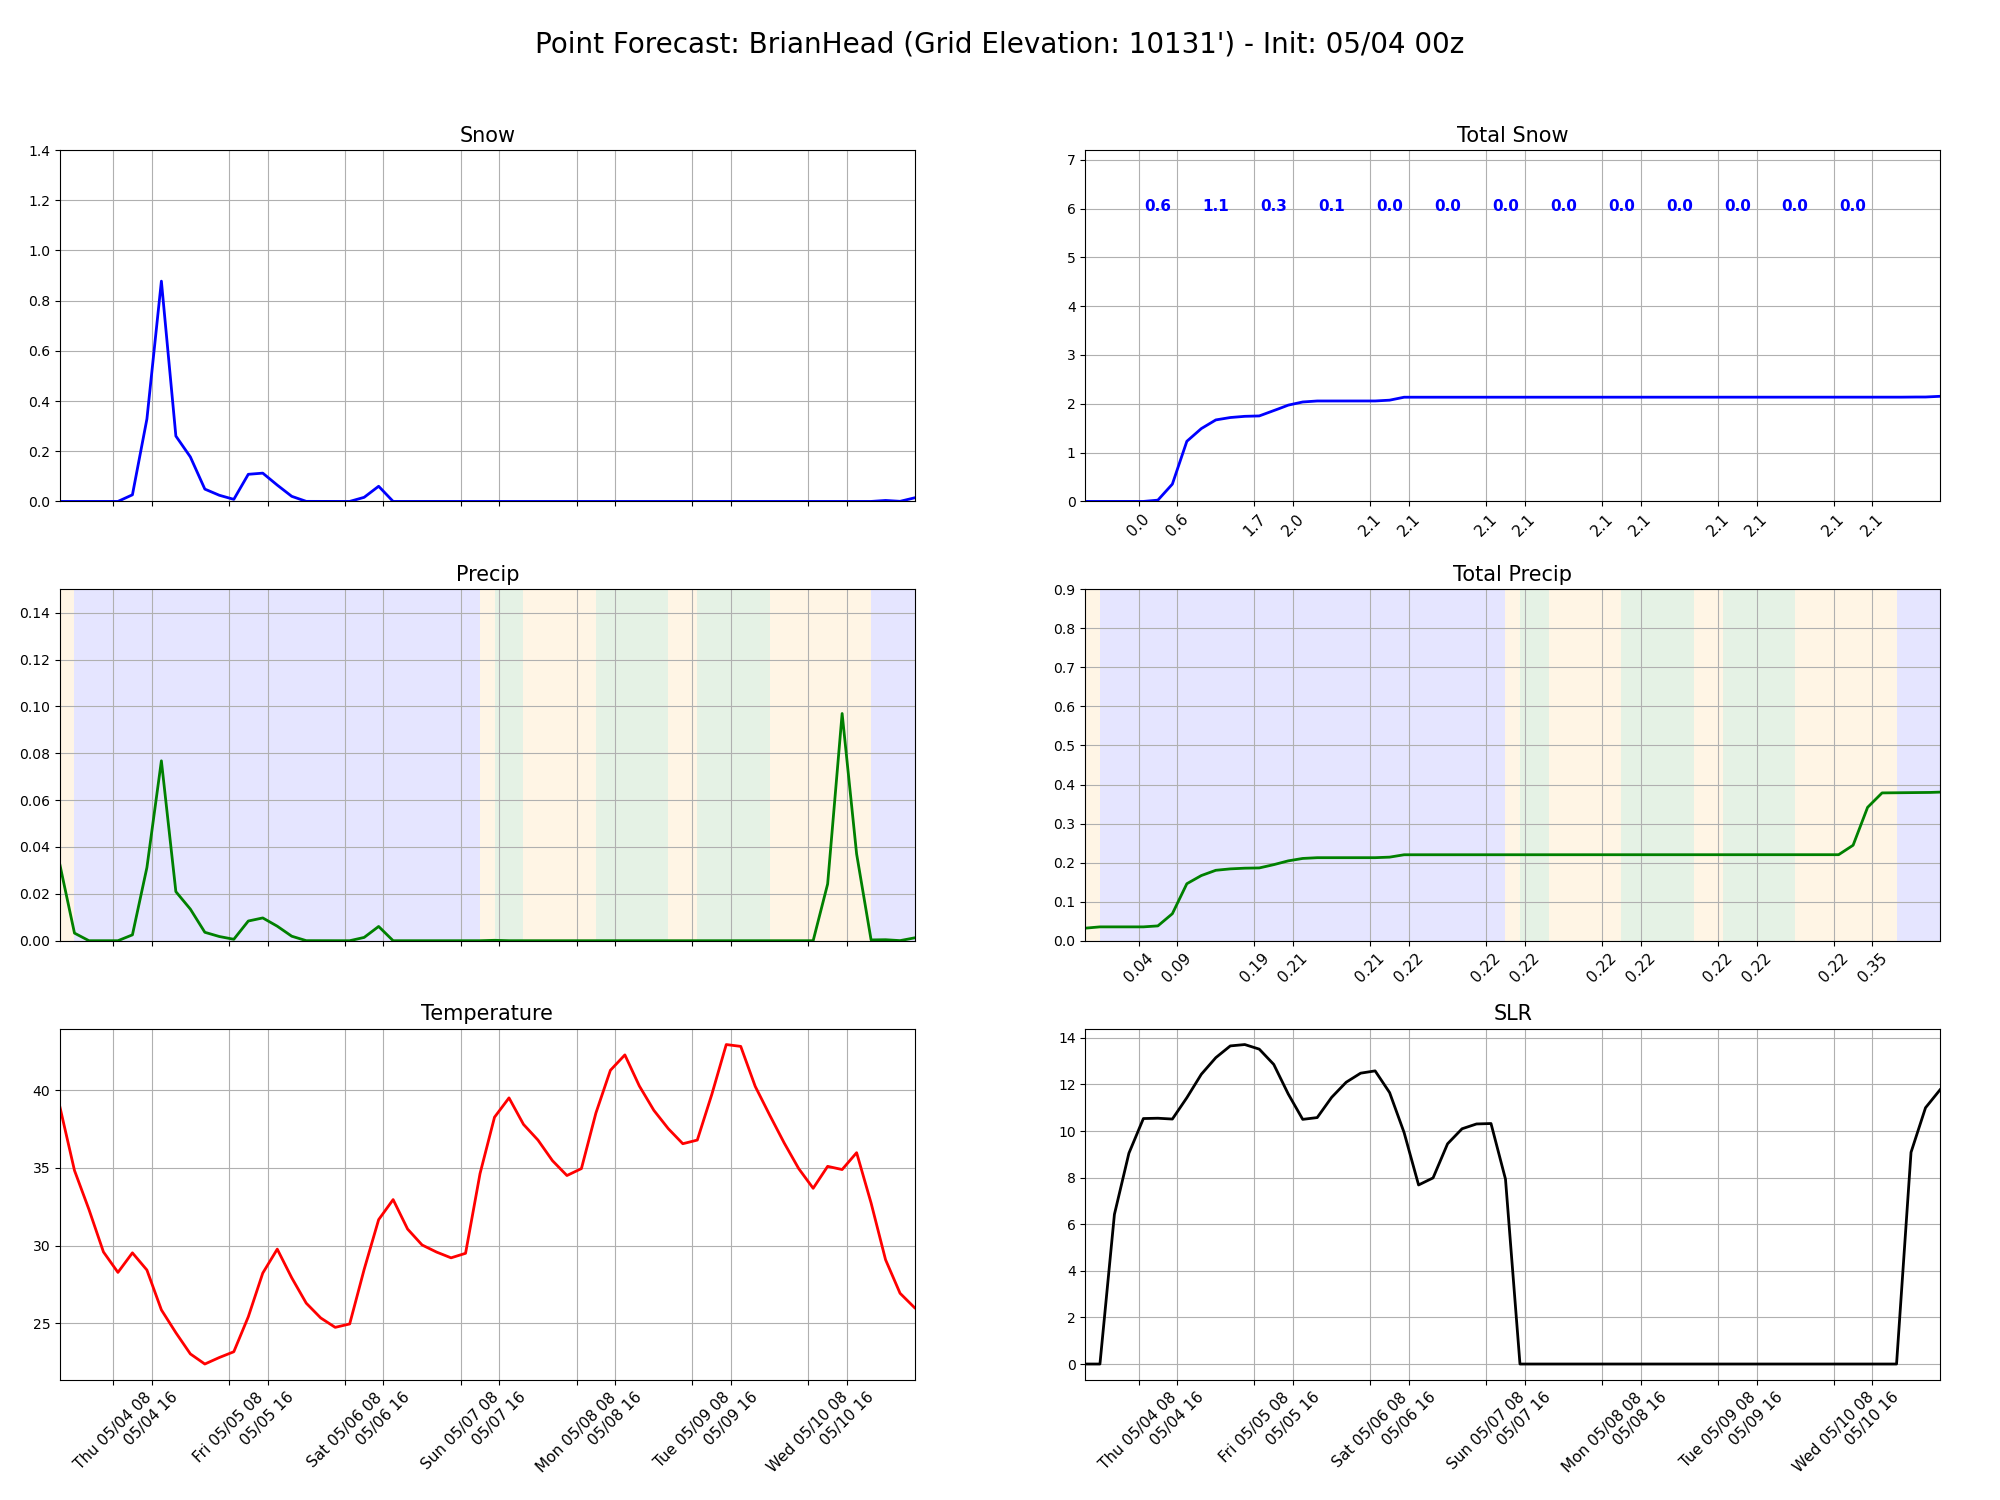 Point Forecast: BrianHead (Grid Elevation: 10131') - Init: 05/04 00z
Snow
1.4
1.2
1.0
0.8
0.6
0.4
0.2
0.0
Total Snow
7
6
5
4
3
2
1
0
0.6 1.1 0.3 0.1 0.0 0.0 0.0 0.0 0.0 0.0 0.0 0.0 0.0
0.0 0.6 1.7 2.0 2.1 2.1 2.1 2.1 2.1 2.1 2.1 2.1 2.1 2.1
Precip
0.14
0.12
0.10
0.08
0.06
0.04
0.02
0.00
Total Precip
0.9
0.8
0.7
0.6
0.5
0.4
0.3
0.2
0.1
0.0
0.04 0.09 0.19 0.21 0.21 0.22 0.22 0.22 0.22 0.22 0.22 0.22 0.22 0.35
Temperature
40
35
30
25
Thu 05/04 08
05/04 16
Fri 05/05 08
05/05 16
Sat 05/06 08
05/06 16
Sun 05/07 08
05/07 16
Mon 05/08 08
05/08 16
Tue 05/09 08
05/09 16
Wed 05/10 08
05/10 16
SLR
14
12
10
8
6
4
2
0
Thu 05/04 08
05/04 16
Fri 05/05 08
05/05 16
Sat 05/06 08
05/06 16
Sun 05/07 08
05/07 16
Mon 05/08 08
05/08 16
Tue 05/09 08
05/09 16
Wed 05/10 08
05/10 16